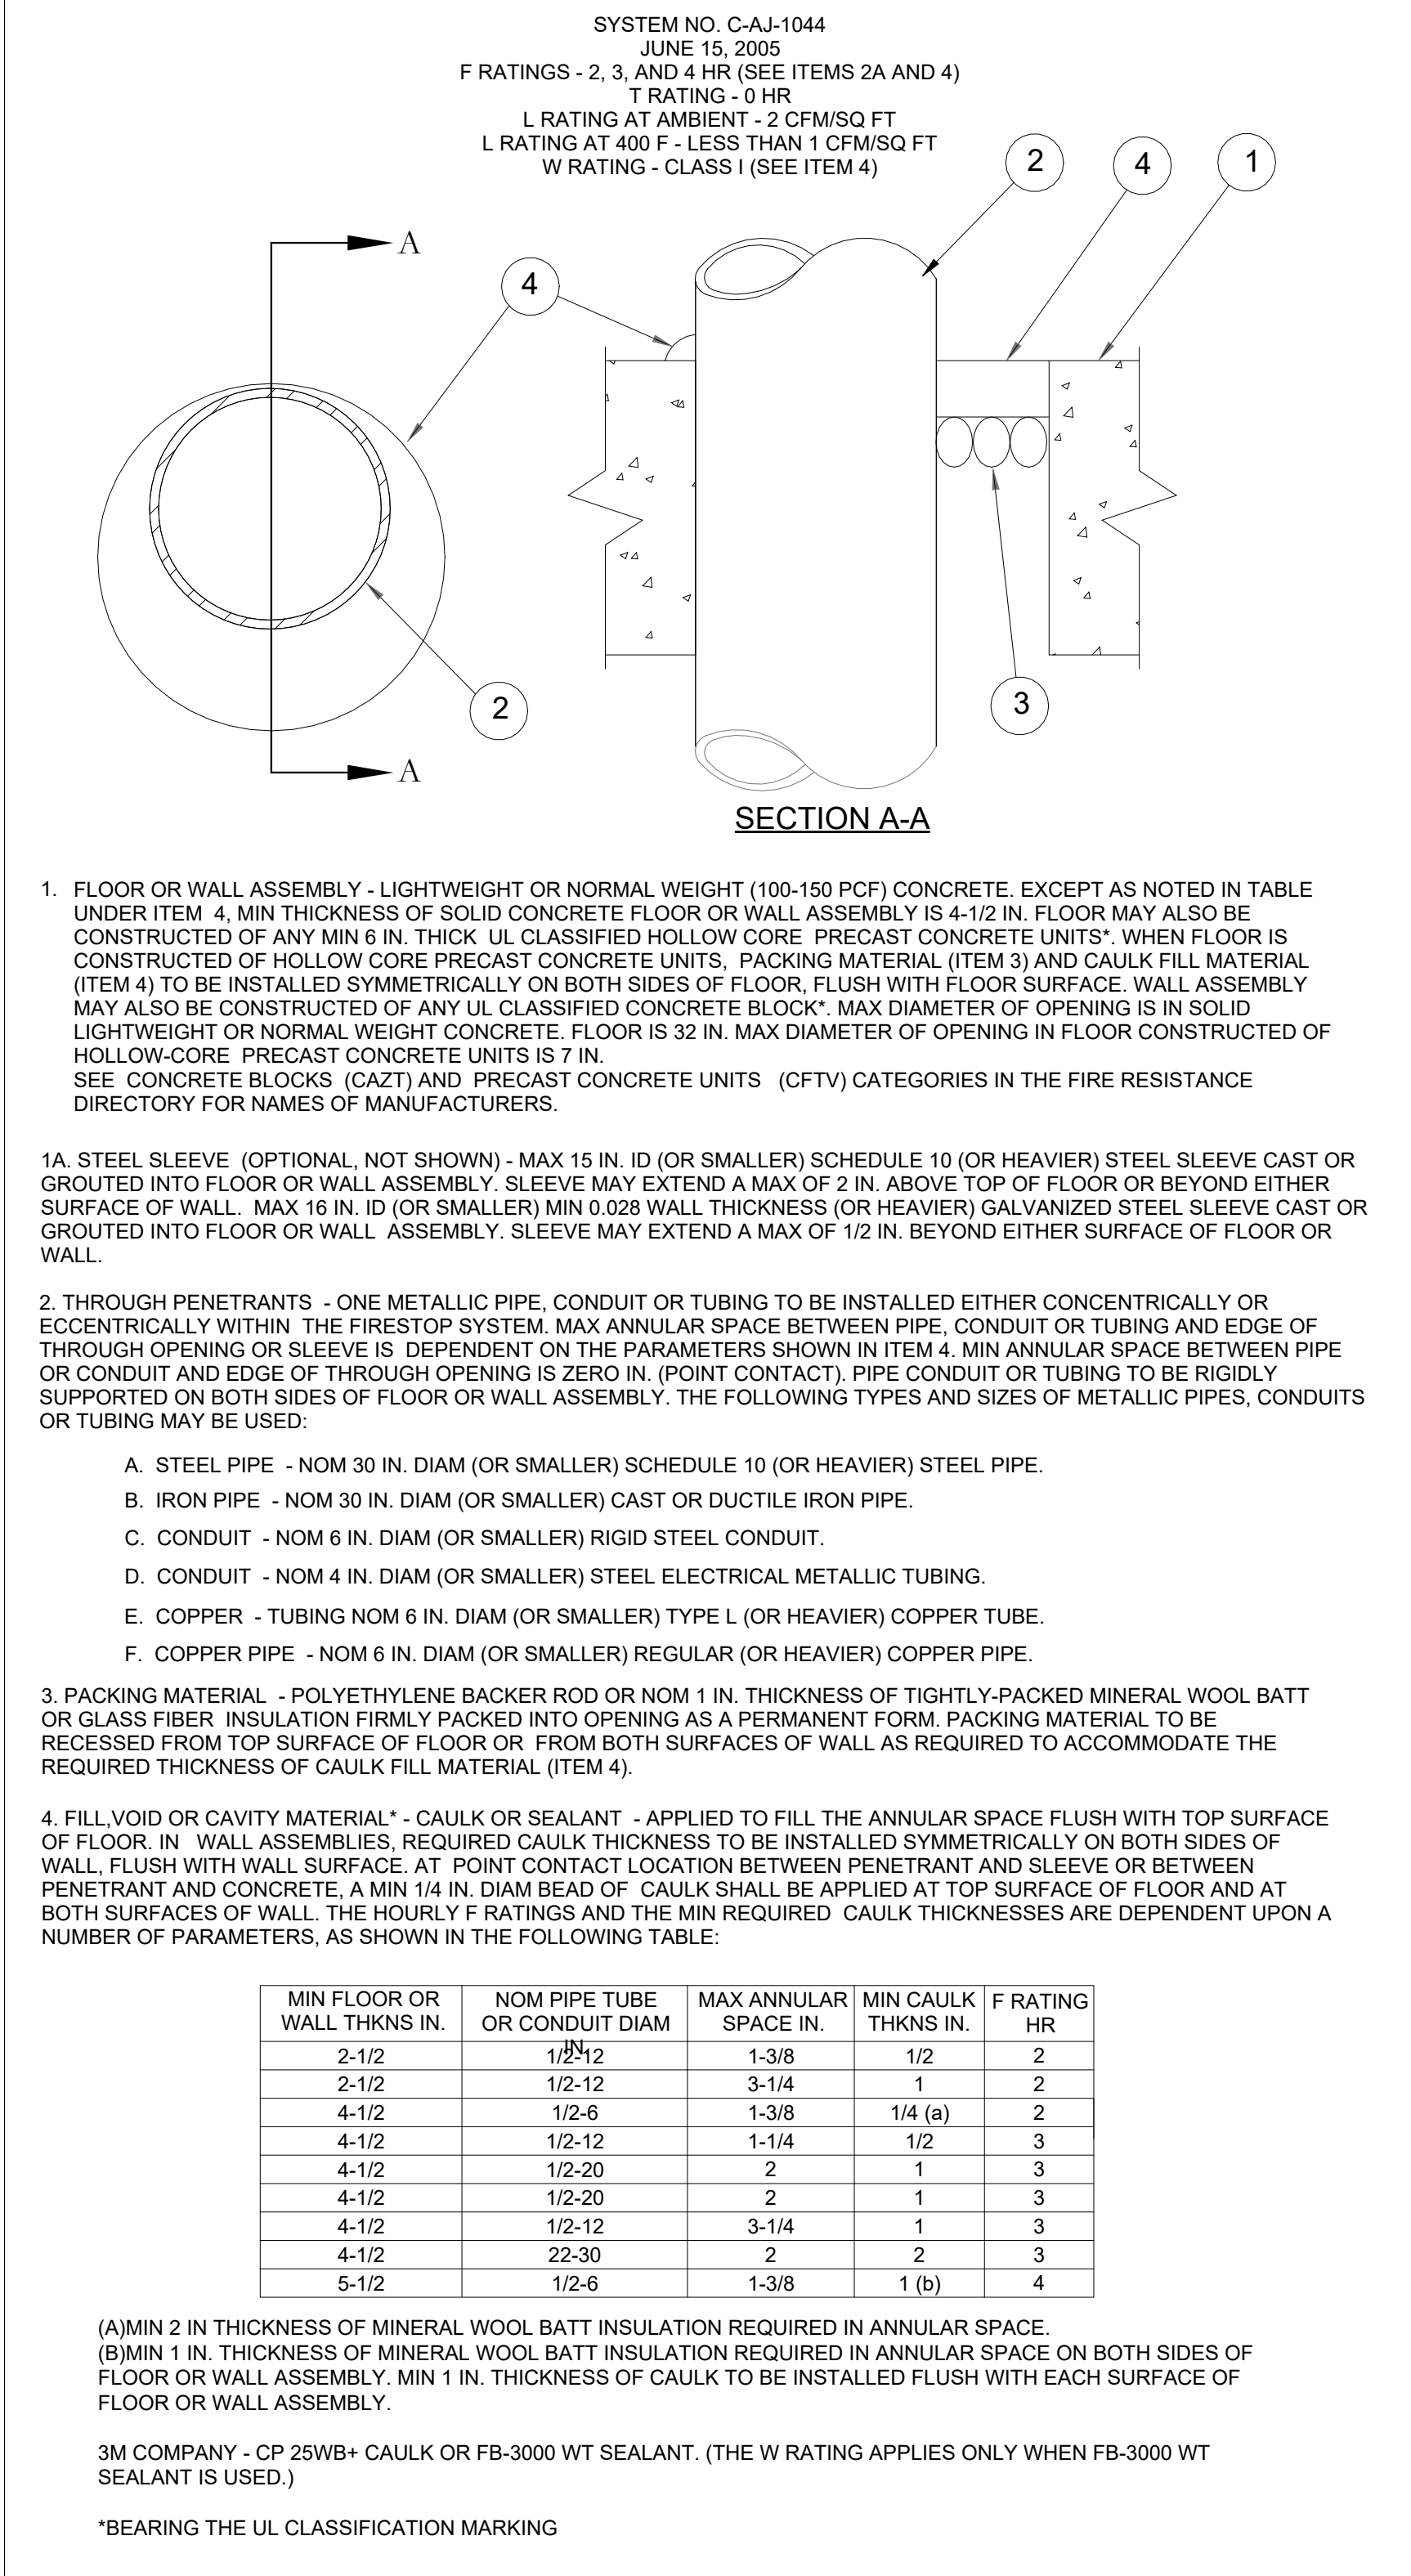 SYSTEM NO. C-AJ-1044
JUNE 15, 2005
F RATINGS - 2, 3, AND 4 HR (SEE ITEMS 2A AND 4)
T RATING - 0 HR
L RATING AT AMBIENT - 2 CFM/SQ FT
L RATING AT 400 F - LESS THAN 1 CFM/SQ FT
W RATING - CLASS I (SEE ITEM 4)
2
4
1
A
4
2
3
A
SECTION A-A
1. FLOOR OR WALL ASSEMBLY - LIGHTWEIGHT OR NORMAL WEIGHT (100-150 PCF) CONCRETE. EXCEPT AS NOTED IN TABLE
UNDER ITEM 4, MIN THICKNESS OF SOLID CONCRETE FLOOR OR WALL ASSEMBLY IS 4-1/2 IN. FLOOR MAY ALSO BE
CONSTRUCTED OF ANY MIN 6 IN. THICK UL CLASSIFIED HOLLOW CORE PRECAST CONCRETE UNITS*. WHEN FLOOR IS
CONSTRUCTED OF HOLLOW CORE PRECAST CONCRETE UNITS, PACKING MATERIAL (ITEM 3) AND CAULK FILL MATERIAL
(ITEM 4) TO BE INSTALLED SYMMETRICALLY ON BOTH SIDES OF FLOOR, FLUSH WITH FLOOR SURFACE. WALL ASSEMBLY
MAY ALSO BE CONSTRUCTED OF ANY UL CLASSIFIED CONCRETE BLOCK*. MAX DIAMETER OF OPENING IS IN SOLID
LIGHTWEIGHT OR NORMAL WEIGHT CONCRETE. FLOOR IS 32 IN. MAX DIAMETER OF OPENING IN FLOOR CONSTRUCTED OF
HOLLOW-CORE PRECAST CONCRETE UNITS IS 7 IN.
SEE CONCRETE BLOCKS (CAZT) AND PRECAST CONCRETE UNITS (CFTV) CATEGORIES IN THE FIRE RESISTANCE
DIRECTORY FOR NAMES OF MANUFACTURERS.
1A. STEEL SLEEVE (OPTIONAL, NOT SHOWN) - MAX 15 IN. ID (OR SMALLER) SCHEDULE 10 (OR HEAVIER) STEEL SLEEVE CAST OR
GROUTED INTO FLOOR OR WALL ASSEMBLY. SLEEVE MAY EXTEND A MAX OF 2 IN. ABOVE TOP OF FLOOR OR BEYOND EITHER
SURFACE OF WALL. MAX 16 IN. ID (OR SMALLER) MIN 0.028 WALL THICKNESS (OR HEAVIER) GALVANIZED STEEL SLEEVE CAST OR
GROUTED INTO FLOOR OR WALL ASSEMBLY. SLEEVE MAY EXTEND A MAX OF 1/2 IN. BEYOND EITHER SURFACE OF FLOOR OR
WALL.
2. THROUGH PENETRANTS - ONE METALLIC PIPE, CONDUIT OR TUBING TO BE INSTALLED EITHER CONCENTRICALLY OR
ECCENTRICALLY WITHIN THE FIRESTOP SYSTEM. MAX ANNULAR SPACE BETWEEN PIPE, CONDUIT OR TUBING AND EDGE OF
THROUGH OPENING OR SLEEVE IS DEPENDENT ON THE PARAMETERS SHOWN IN ITEM 4. MIN ANNULAR SPACE BETWEEN PIPE
OR CONDUIT AND EDGE OF THROUGH OPENING IS ZERO IN. (POINT CONTACT). PIPE CONDUIT OR TUBING TO BE RIGIDLY
SUPPORTED ON BOTH SIDES OF FLOOR OR WALL ASSEMBLY. THE FOLLOWING TYPES AND SIZES OF METALLIC PIPES, CONDUITS
OR TUBING MAY BE USED:
A. STEEL PIPE - NOM 30 IN. DIAM (OR SMALLER) SCHEDULE 10 (OR HEAVIER) STEEL PIPE.
B. IRON PIPE - NOM 30 IN. DIAM (OR SMALLER) CAST OR DUCTILE IRON PIPE.
C. CONDUIT - NOM 6 IN. DIAM (OR SMALLER) RIGID STEEL CONDUIT.
D. CONDUIT - NOM 4 IN. DIAM (OR SMALLER) STEEL ELECTRICAL METALLIC TUBING.
E. COPPER - TUBING NOM 6 IN. DIAM (OR SMALLER) TYPE L (OR HEAVIER) COPPER TUBE.
F. COPPER PIPE - NOM 6 IN. DIAM (OR SMALLER) REGULAR (OR HEAVIER) COPPER PIPE.
3. PACKING MATERIAL - POLYETHYLENE BACKER ROD OR NOM 1 IN. THICKNESS OF TIGHTLY-PACKED MINERAL WOOL BATT
OR GLASS FIBER INSULATION FIRMLY PACKED INTO OPENING AS A PERMANENT FORM. PACKING MATERIAL TO BE
RECESSED FROM TOP SURFACE OF FLOOR OR FROM BOTH SURFACES OF WALL AS REQUIRED TO ACCOMMODATE THE
REQUIRED THICKNESS OF CAULK FILL MATERIAL (ITEM 4).
4. FILL,VOID OR CAVITY MATERIAL* - CAULK OR SEALANT - APPLIED TO FILL THE ANNULAR SPACE FLUSH WITH TOP SURFACE
OF FLOOR. IN WALL ASSEMBLIES, REQUIRED CAULK THICKNESS TO BE INSTALLED SYMMETRICALLY ON BOTH SIDES OF
WALL, FLUSH WITH WALL SURFACE. AT POINT CONTACT LOCATION BETWEEN PENETRANT AND SLEEVE OR BETWEEN
PENETRANT AND CONCRETE, A MIN 1/4 IN. DIAM BEAD OF CAULK SHALL BE APPLIED AT TOP SURFACE OF FLOOR AND AT
BOTH SURFACES OF WALL. THE HOURLY F RATINGS AND THE MIN REQUIRED CAULK THICKNESSES ARE DEPENDENT UPON A
NUMBER OF PARAMETERS, AS SHOWN IN THE FOLLOWING TABLE:
MIN FLOOR OR WALL THKNS IN. NOM PIPE TUBE OR CONDUIT DIAM IN. MAX ANNULAR SPACE IN. MIN CAULK THKNS IN. F RATING HR
2-1/2 1/2-12 1-3/8 1/2 2
2-1/2 1/2-12 3-1/4 1 2
4-1/2 1/2-6 1-3/8 1/4 (a) 2
4-1/2 1/2-12 1-1/4 1/2 3
4-1/2 1/2-20 2 1 3
4-1/2 1/2-20 2 1 3
4-1/2 1/2-12 3-1/4 1 3
4-1/2 22-30 2 2 3
5-1/2 1/2-6 1-3/8 1 (b) 4
(A)MIN 2 IN THICKNESS OF MINERAL WOOL BATT INSULATION REQUIRED IN ANNULAR SPACE.
(B)MIN 1 IN. THICKNESS OF MINERAL WOOL BATT INSULATION REQUIRED IN ANNULAR SPACE ON BOTH SIDES OF
FLOOR OR WALL ASSEMBLY. MIN 1 IN. THICKNESS OF CAULK TO BE INSTALLED FLUSH WITH EACH SURFACE OF
FLOOR OR WALL ASSEMBLY.
3M COMPANY - CP 25WB+ CAULK OR FB-3000 WT SEALANT. (THE W RATING APPLIES ONLY WHEN FB-3000 WT
SEALANT IS USED.)
*BEARING THE UL CLASSIFICATION MARKING